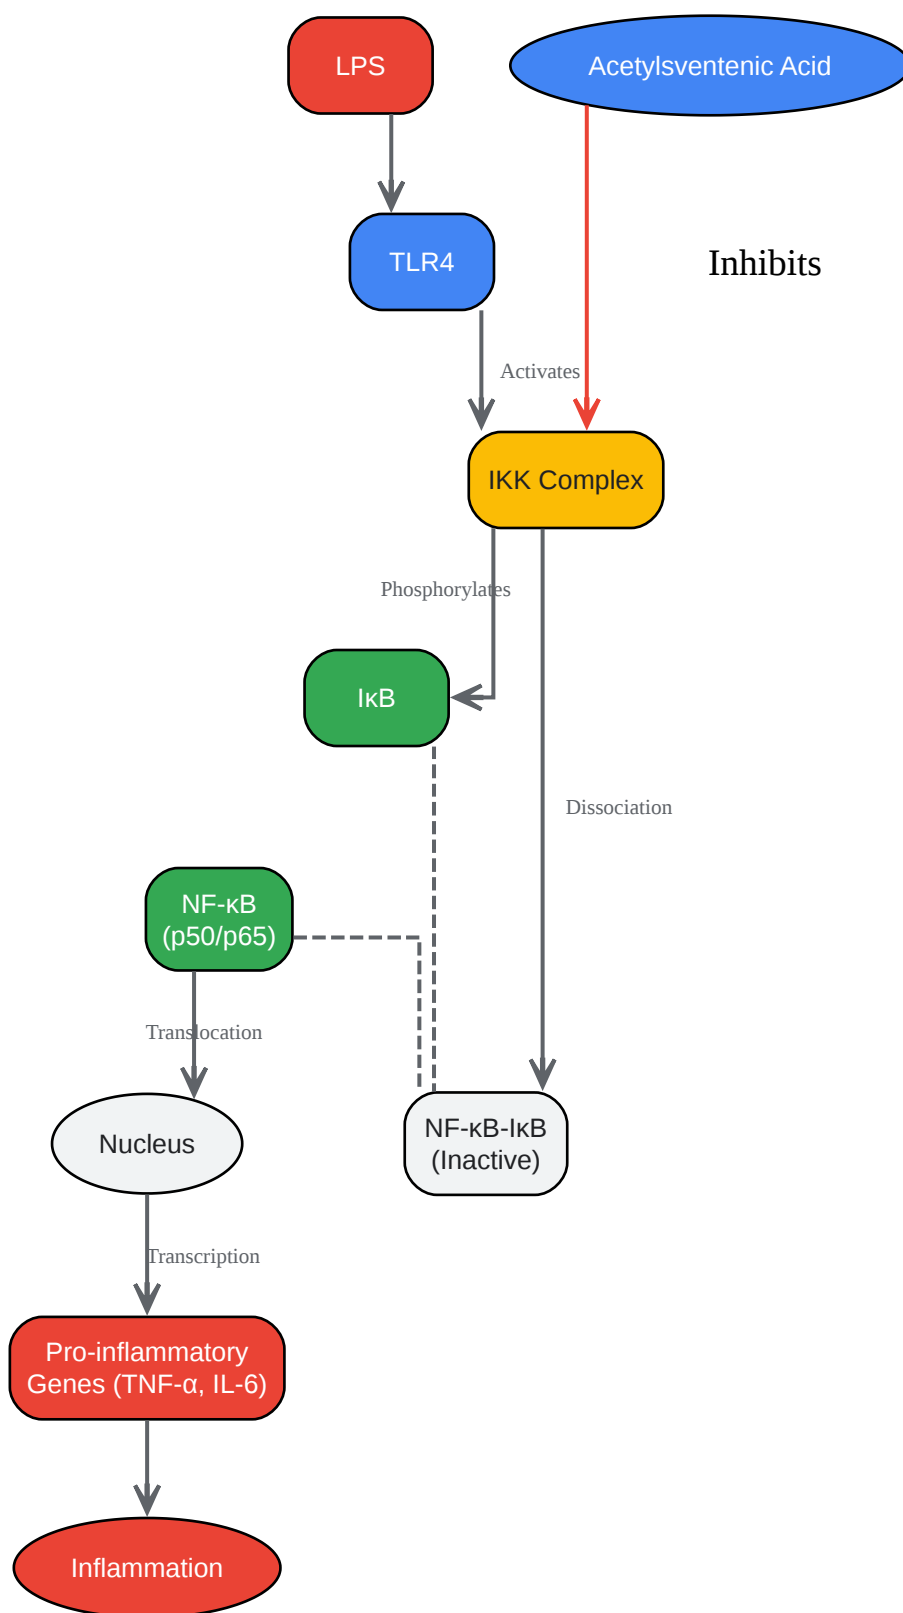 LPS
Acetylsventenic Acid
TLR4
Inhibits
Activates
IKK Complex
Phosphorylates
IκB
Dissociation
NF-κB
(p50/p65)
Translocation
Nucleus
NF-κB-IκB
(Inactive)
Transcription
Pro-inflammatory
Genes (TNF-α, IL-6)
Inflammation